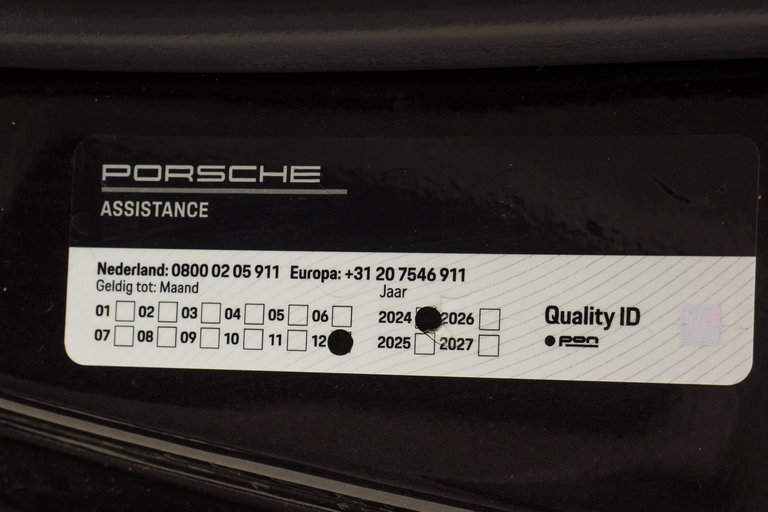 PORSCHE
ASSISTANCE
Nederland: 0800 02 05 911 Europa: +31 20 7546 911
Geldig tot: Maand Jaar
01 02 03 04 05 06 2024 2026
07 08 09 10 11 12 2025 2027
Quality ID
pon